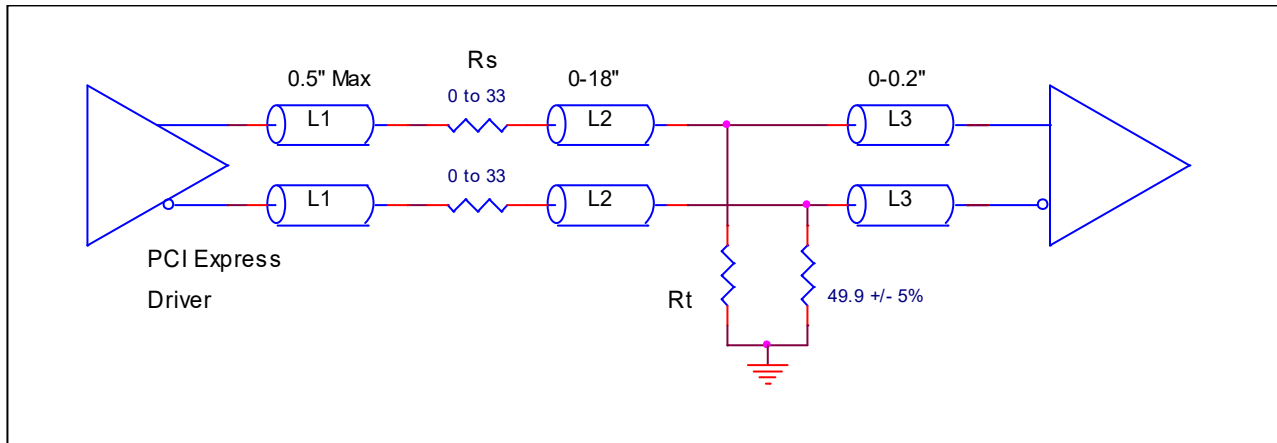 Rs
0.5" Max
0-18"
0-0.2"
0 to 33
L1
L2
L3
0 to 33
L1
L2
L3
PCI Express
Driver
Rt
49.9 +/- 5%